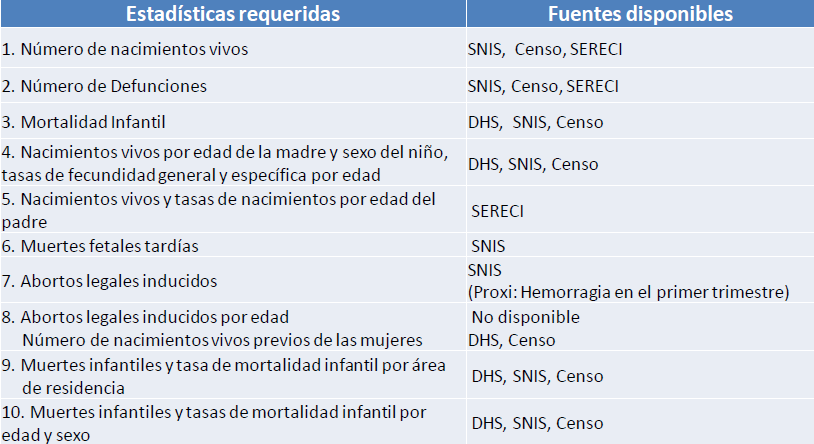 Estadísticas requeridas
Fuentes disponibles
1. Número de nacimientos vivos
SNIS, Censo, SERECI
2. Número de Defunciones
SNIS, Censo, SERECI
3. Mortalidad Infantil
DHS, SNIS, Censo
4. Nacimientos vivos por edad de la madre y sexo del niño,
tasas de fecundidad general y específica por edad
DHS, SNIS, Censo
5. Nacimientos vivos y tasas de nacimientos por edad del
padre
SERECI
6. Muertes fetales tardías
SNIS
7. Abortos legales inducidos
SNIS
(Proxi: Hemorragia en el primer trimestre)
8. Abortos legales inducidos por edad
No disponible
Número de nacimientos vivos previos de las mujeres
DHS, Censo
9. Muertes infantiles y tasa de mortalidad infantil por área
de residencia
DHS, SNIS, Censo
10. Muertes infantiles y tasas de mortalidad infantil por
edad y sexo
DHS, SNIS, Censo